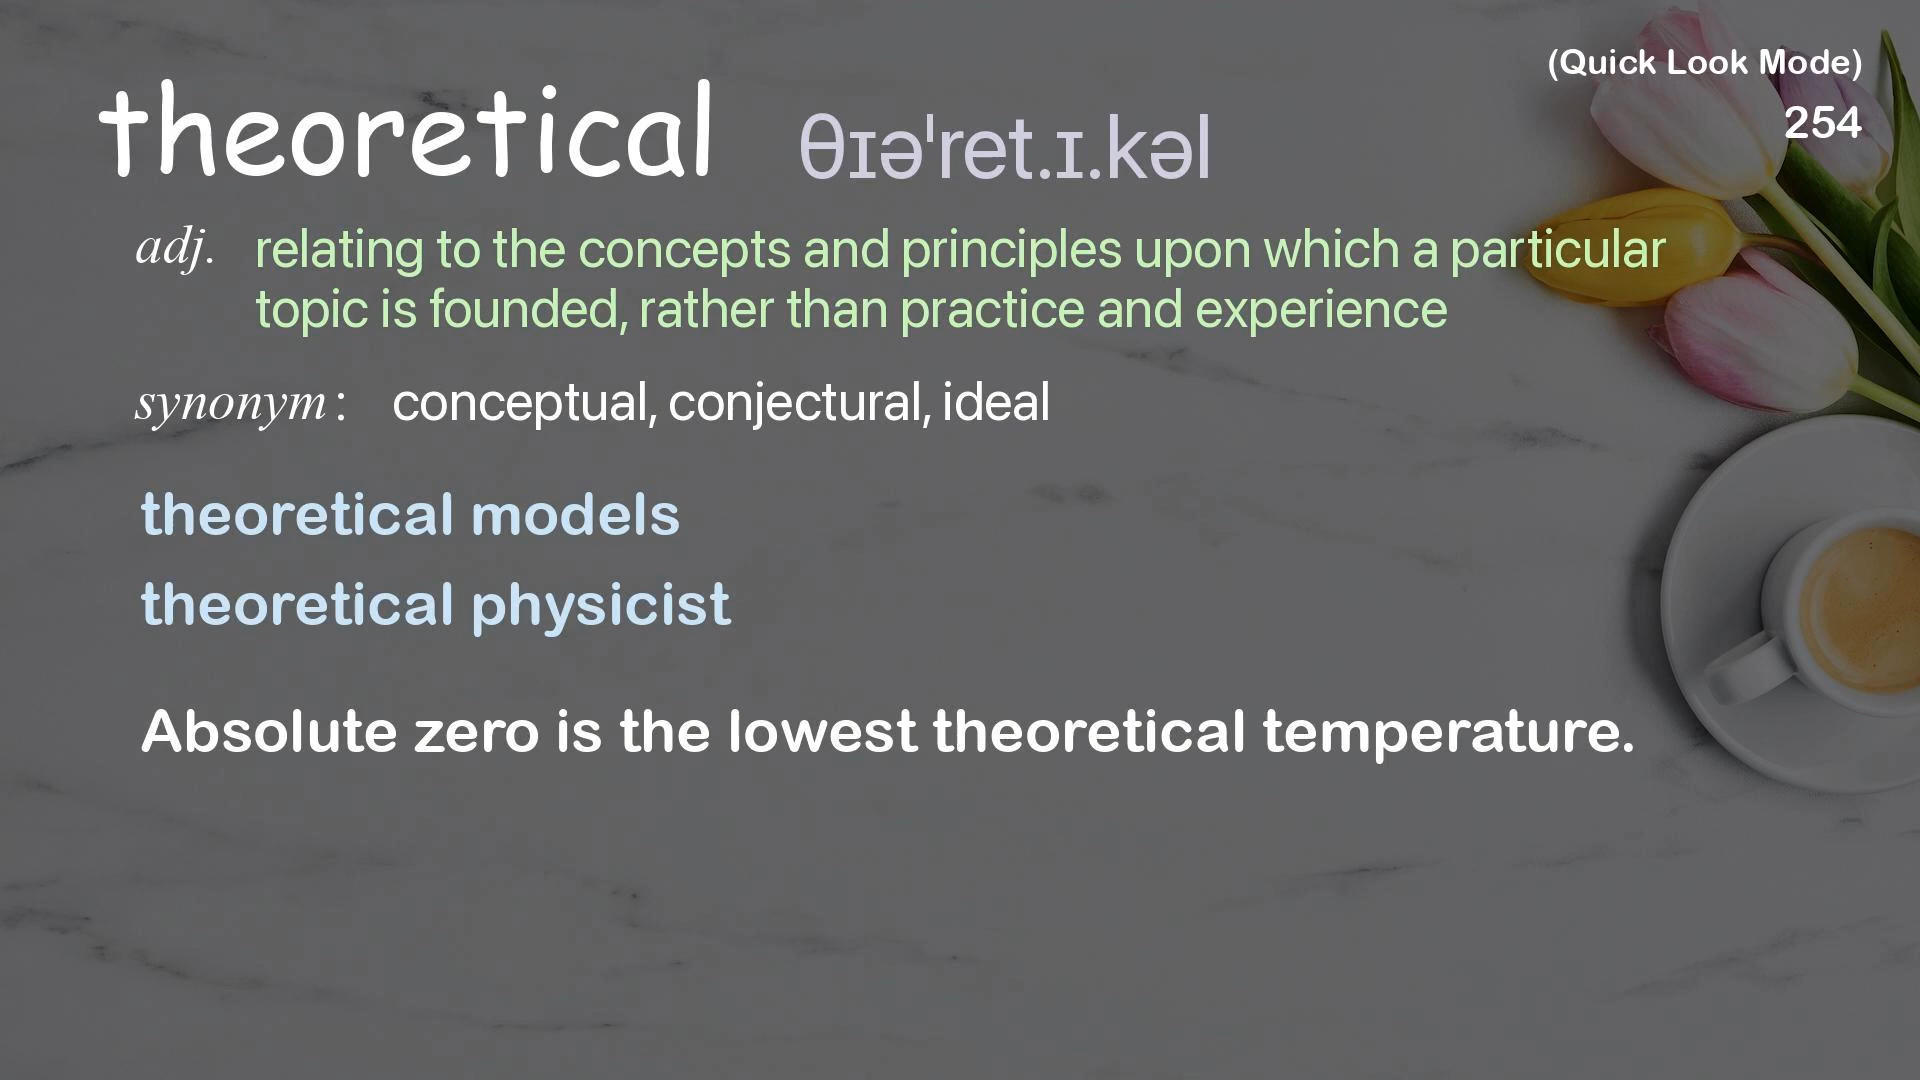 (Quick Look Mode)
254
theoretical θɪəˈret.ɪ.kəl
adj. relating to the concepts and principles upon which a particular
topic is founded, rather than practice and experience
synonym : conceptual, conjectural, ideal
theoretical models
theoretical physicist
Absolute zero is the lowest theoretical temperature.